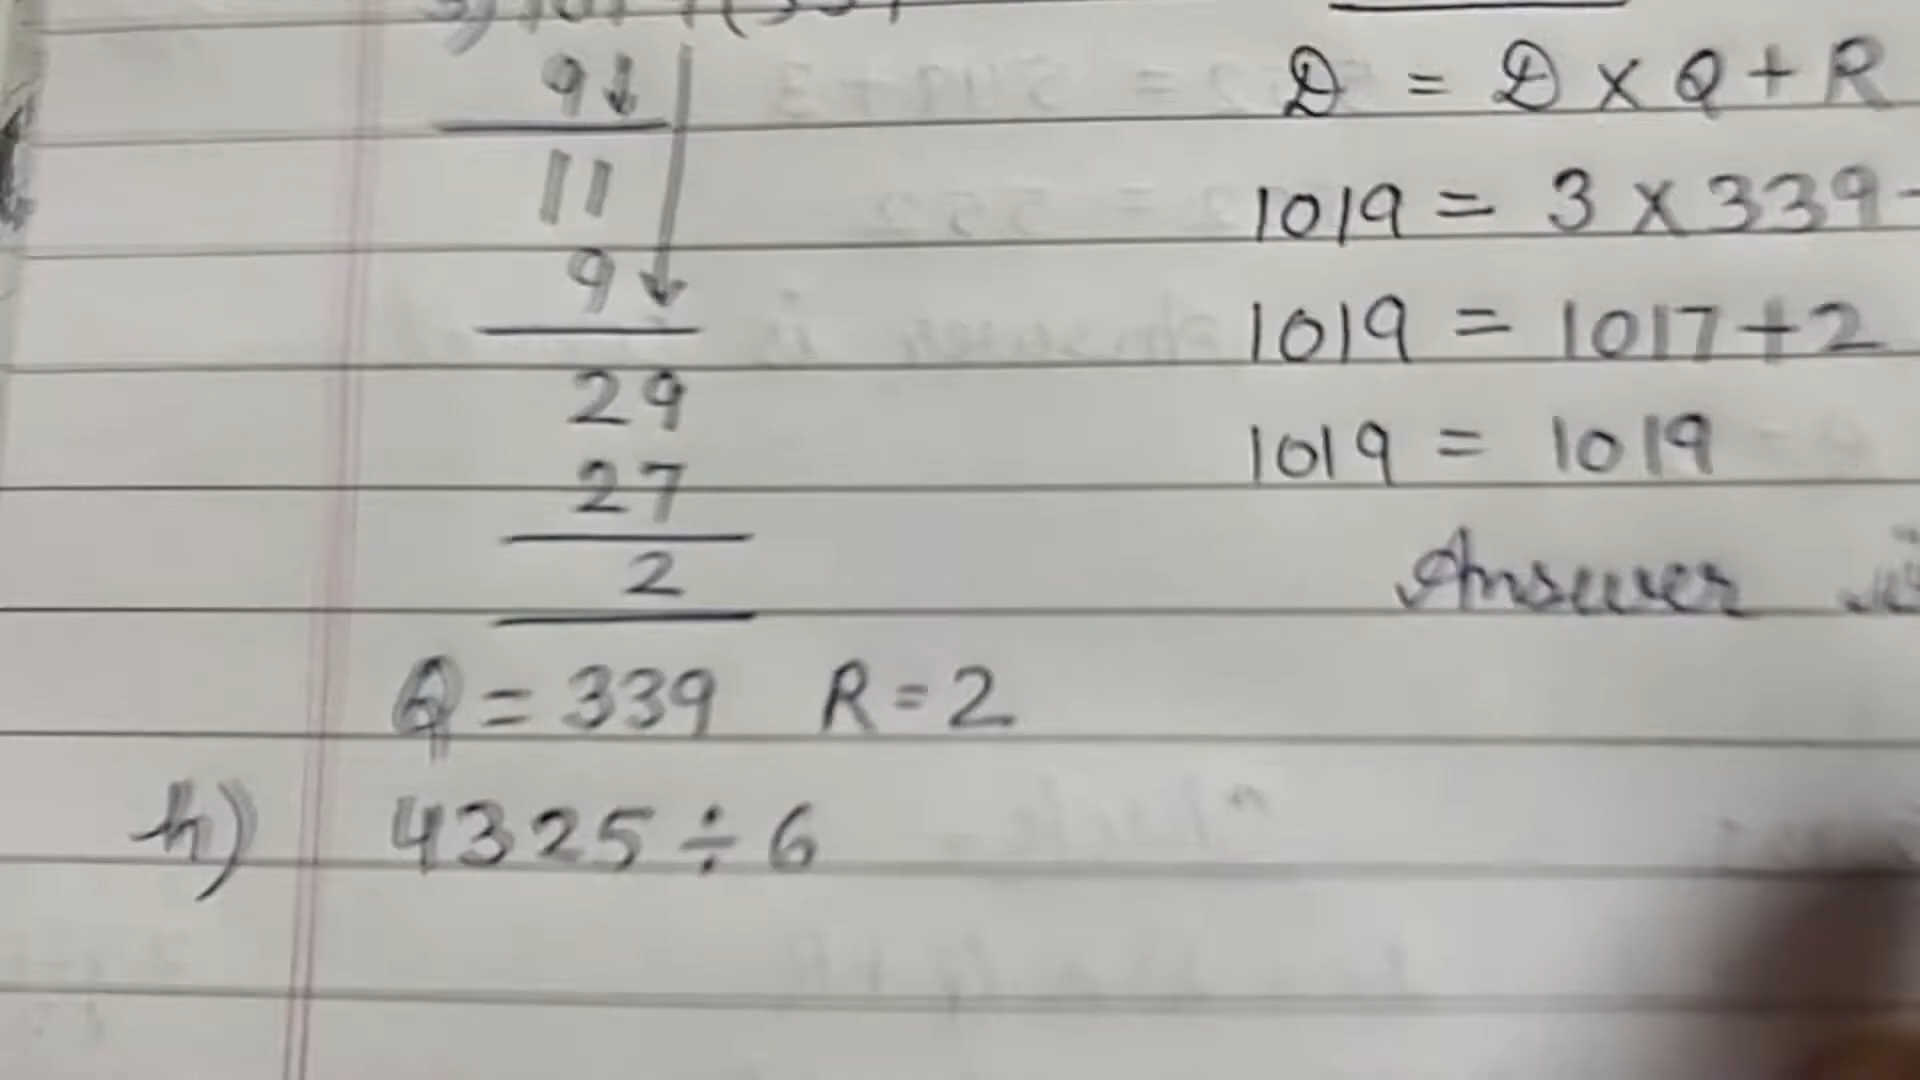 9↓
11
9
29
27
2
Q = 339 R = 2
D = D × Q + R
1019 = 3 × 339
1019 = 1017 + 2
1019 = 1019
Answer is
h) 4325 ÷ 6